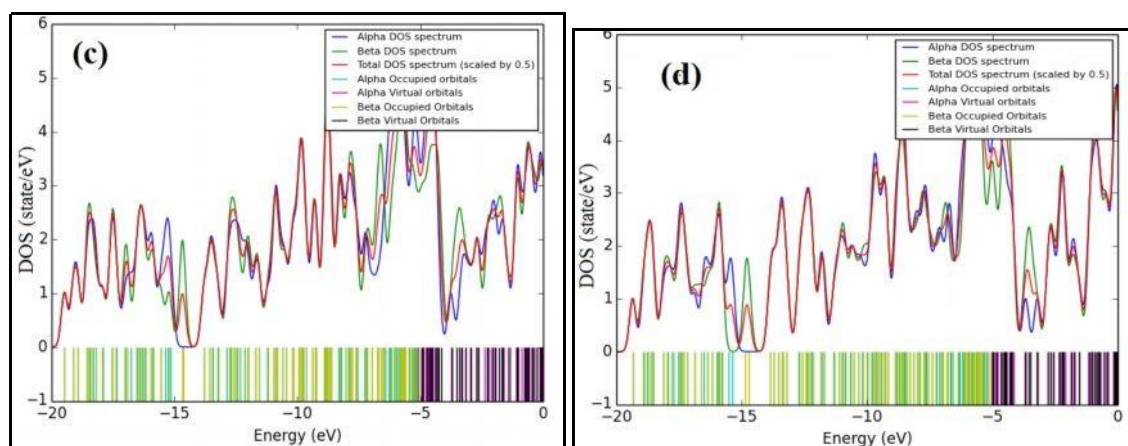 (c)
Alpha DOS spectrum
Beta DOS spectrum
Total DOS spectrum (scaled by 0.5)
Alpha Occupied orbitals
Alpha Virtual orbitals
Beta Occupied Orbitals
Beta Virtual Orbitals
DOS (state/eV)
6
5
4
3
2
1
0
−1
−20
−15
−10
−5
0
Energy (eV)
(d)
Alpha DOS spectrum
Beta DOS spectrum
Total DOS spectrum (scaled by 0.5)
Alpha Occupied orbitals
Alpha Virtual orbitals
Beta Occupied Orbitals
Beta Virtual Orbitals
DOS (state/eV)
6
5
4
3
2
1
0
−1
−20
−15
−10
−5
0
Energy (eV)